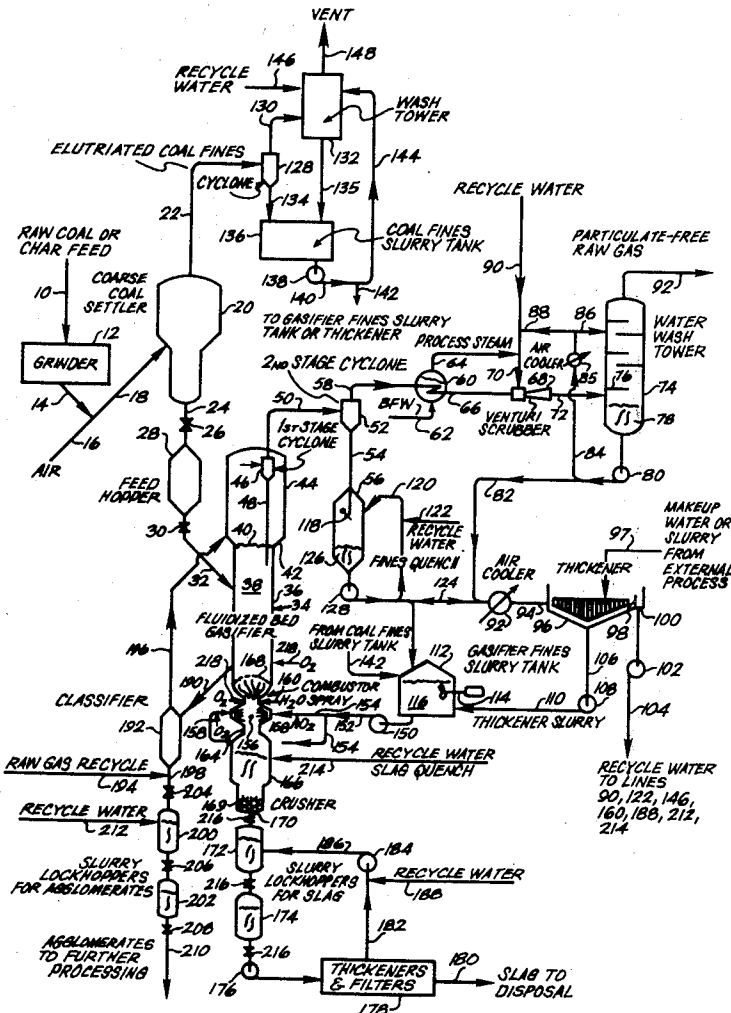 VENT
148
146
RECYCLE
WATER
130
WASH
TOWER
132
144
ELUTRIATED COAL FINES
128
CYCLONE
134
135
22
136
COAL FINES
SLURRY TANK
138
140
142
TO GASIFIER FINES SLURRY
TANK OR THICKENER
RECYCLE WATER
90
PARTICULATE-FREE
RAW GAS
92
RAW COAL OR
CHAR FEED
10
12
GRINDER
14
16
AIR
18
COARSE
COAL
SETTLER
20
24
26
28
FEED
HOPPER
30
32
PROCESS STEAM
2ND STAGE CYCLONE
58
64
60
66
BFW
62
50
52
54
88
86
AIR
COOLER
85
70
68
72
VENTURI
SCRUBBER
76
WATER
WASH
TOWER
74
78
84
80
82
1ST STAGE
CYCLONE
46
48
44
40
42
38
36
34
FLUIDIZED BED
GASIFIER
56
118
126
128
120
122
RECYCLE
WATER
FINES QUENCH
124
AIR
COOLER
92
94
THICKENER
97
MAKEUP
WATER OR
SLURRY
FROM
EXTERNAL
PROCESS
96
98
100
102
104
106
108
110
THICKENER SLURRY
FROM COAL FINES
SLURRY TANK
142
112
GASIFIER FINES
SLURRY TANK
116
114
RECYCLE WATER
TO LINES
90, 122, 146,
160, 188, 212,
214
196
218
190
168
218
O2
160
COMBUSTOR
H2O SPRAY
O2
158
O2
164
156
158
O2
154
152
150
154
CLASSIFIER
192
RAW GAS RECYCLE
194
198
204
RECYCLE WATER
212
200
206
SLURRY
LOCKHOPPERS
FOR AGGLOMERATES
202
208
210
AGGLOMERATES
TO FURTHER
PROCESSING
RECYCLE WATER
214
SLAG QUENCH
166
169
CRUSHER
216
170
172
186
184
SLURRY
LOCKHOPPERS
FOR SLAG
RECYCLE WATER
188
216
174
182
216
176
THICKENERS
& FILTERS
178
180
SLAG TO
DISPOSAL